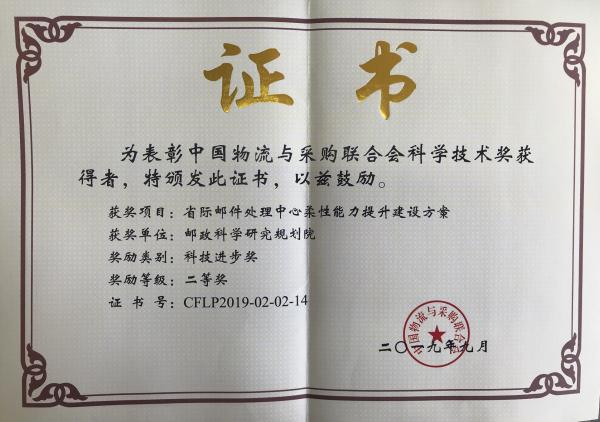 证书
为表彰中国物流与采购联合会科学技术奖获
得者，特颁发此证书，以兹鼓励。
获奖项目：省际邮件处理中心柔性能力提升建设方案
获奖单位：邮政科学研究规划院
奖励类别：科技进步奖
奖励等级：二等奖
证书号：CFLP2019-02-02-14
中国物流与采购联合会
二〇一九年九月